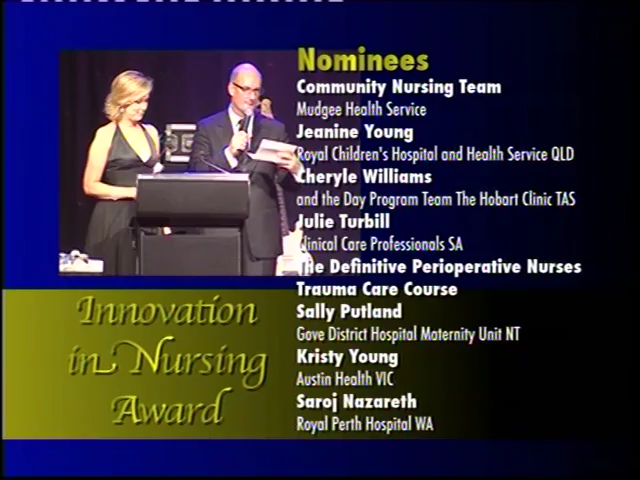 Nominees
Community Nursing Team
Mudgee Health Service
Jeanine Young
Royal Children's Hospital and Health Service QLD
Cheryle Williams
and the Day Program Team The Hobart Clinic TAS
Julie Turbill
Clinical Care Professionals SA
The Definitive Perioperative Nurses
Trauma Care Course
Sally Putland
Gove District Hospital Maternity Unit NT
Kristy Young
Austin Health VIC
Saroj Nazareth
Royal Perth Hospital WA
Innovation
in Nursing
Award